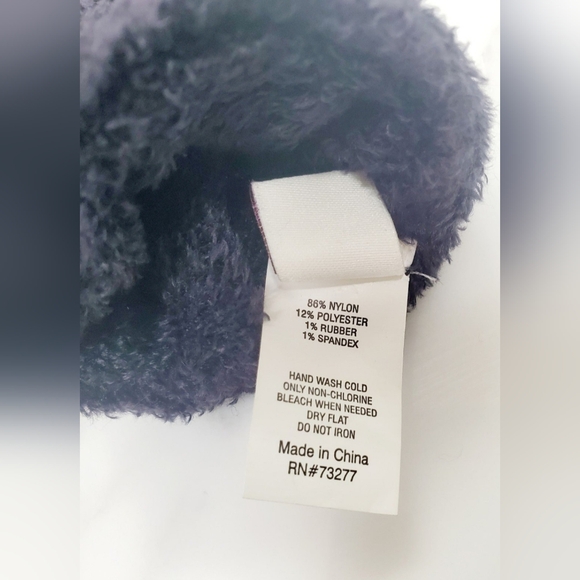 86% NYLON
12% POLYESTER
1% RUBBER
1% SPANDEX
HAND WASH COLD
ONLY NON-CHLORINE
BLEACH WHEN NEEDED
DRY FLAT
DO NOT IRON
Made in China
RN#73277